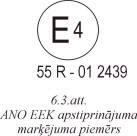 E4
55 R - 01 2439
6.3.att.
ANO EEK apstiprinājuma
marķējuma piemērs